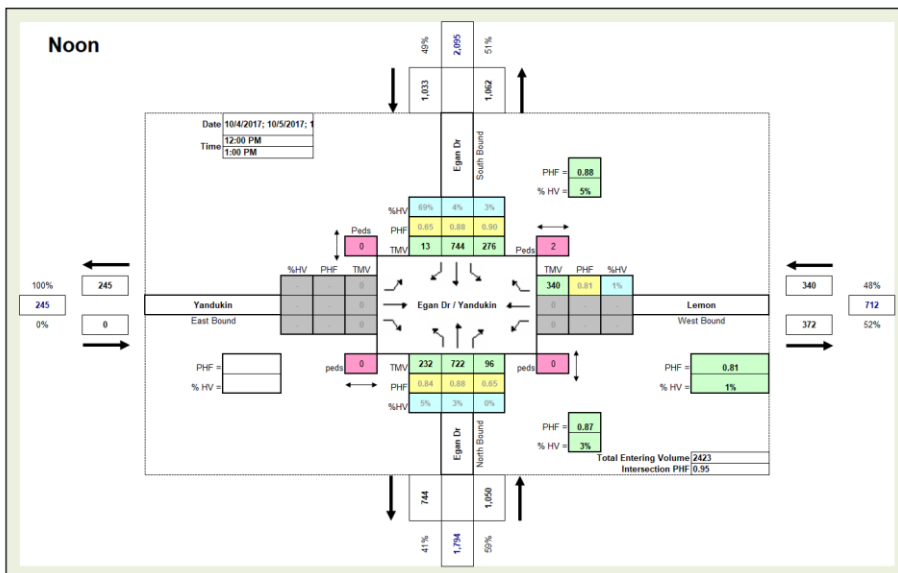 Noon
49%
2,095
51%
1,033
1,062
Date 10/4/2017; 10/5/2017; 1
Time 12:00 PM
1:00 PM
Egan Dr
South Bound
PHF = 0.88
% HV = 5%
%HV 69% 4% 3%
PHF 0.65 0.88 0.90
TMV 13 744 276
Peds
0
Peds 2
%HV PHF TMV
- - 0
- - 0
- - 0
TMV PHF %HV
340 0.81 1%
0 - -
0 - -
100%
245
245
0%
0
Yandukin
East Bound
Egan Dr / Yandukin
Lemon
West Bound
340
48%
712
372
52%
PHF =
% HV =
peds 0
peds 0
TMV 232 722 96
PHF 0.84 0.88 0.65
%HV 5% 3% 0%
PHF = 0.81
% HV = 1%
Egan Dr
North Bound
PHF = 0.87
% HV = 3%
Total Entering Volume 2423
Intersection PHF 0.95
744
1,050
41%
1,794
59%